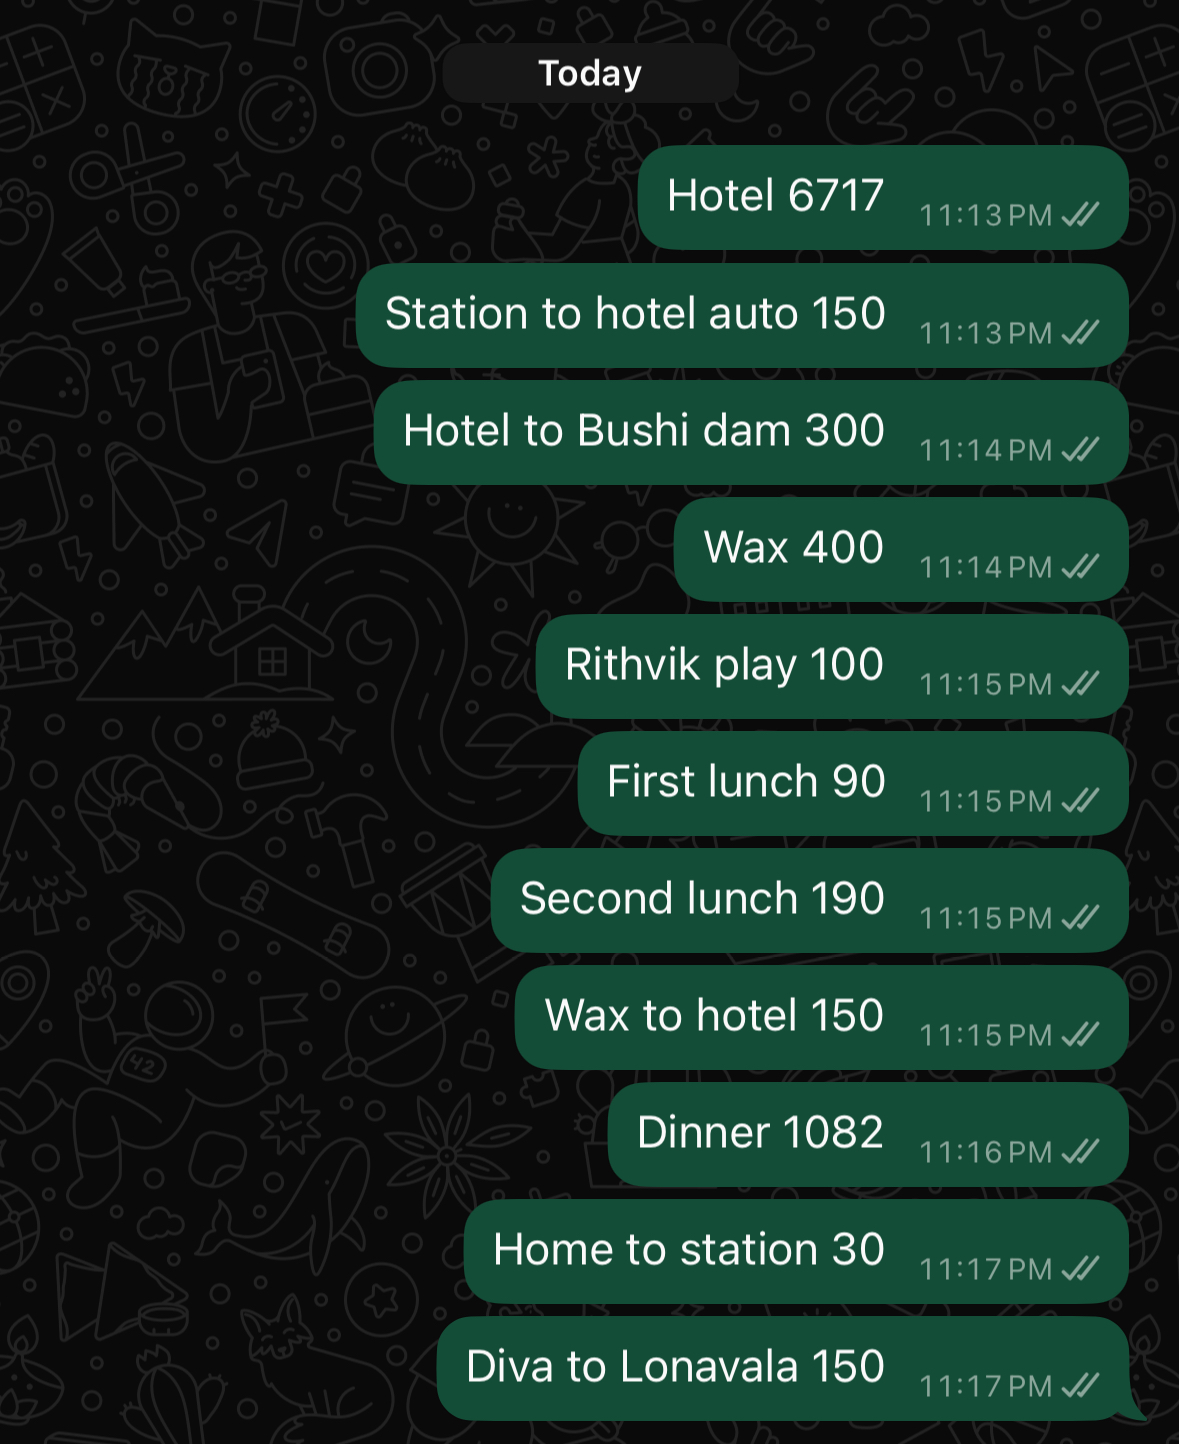 Today
Hotel 6717 11:13 PM
Station to hotel auto 150 11:13 PM
Hotel to Bushi dam 300 11:14 PM
Wax 400 11:14 PM
Rithvik play 100 11:15 PM
First lunch 90 11:15 PM
Second lunch 190 11:15 PM
Wax to hotel 150 11:15 PM
Dinner 1082 11:16 PM
Home to station 30 11:17 PM
Diva to Lonavala 150 11:17 PM
42